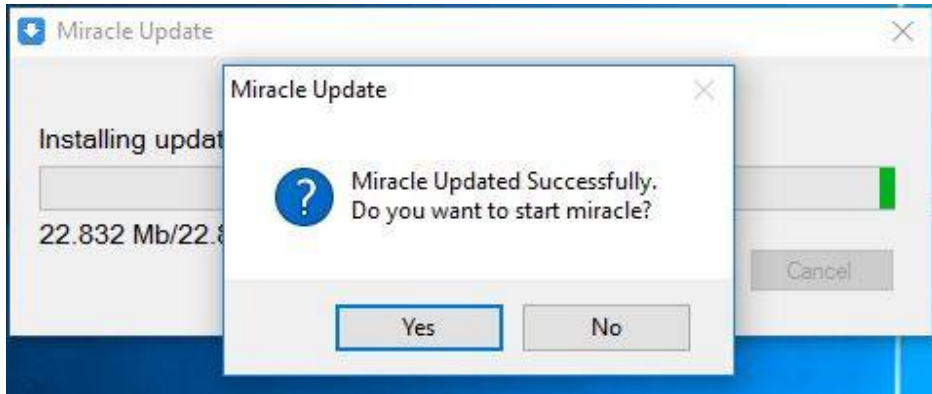 Miracle Update
Miracle Update
Installing updat
Miracle Updated Successfully.
Do you want to start miracle?
22.832 Mb/22.8
Cancel
Yes
No